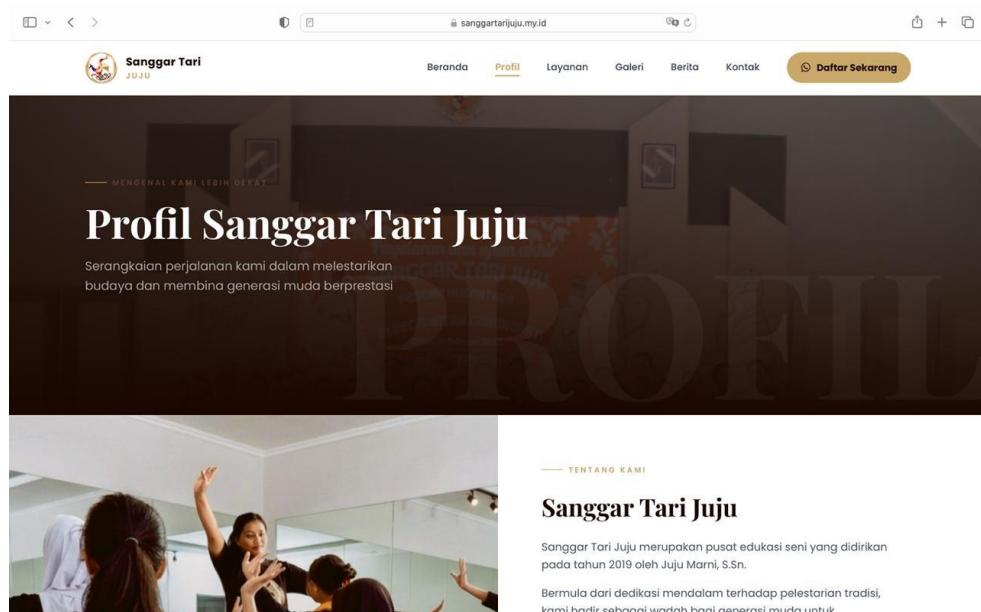 sanggartarijuju.my.id
Sanggar Tari
JUJU
Beranda Profil Layanan Galeri Berita Kontak Daftar Sekarang
MENGENAL KAMI LEBIH DEKAT
Profil Sanggar Tari Juju
Serangkaian perjalanan kami dalam melestarikan
budaya dan membina generasi muda berprestasi
PROFIL
TENTANG KAMI
Sanggar Tari Juju
Sanggar Tari Juju merupakan pusat edukasi seni yang didirikan
pada tahun 2019 oleh Juju Marni, S.Sn.
Bermula dari dedikasi mendalam terhadap pelestarian tradisi,
kami hadir sebagai wadah bagi generasi muda untuk